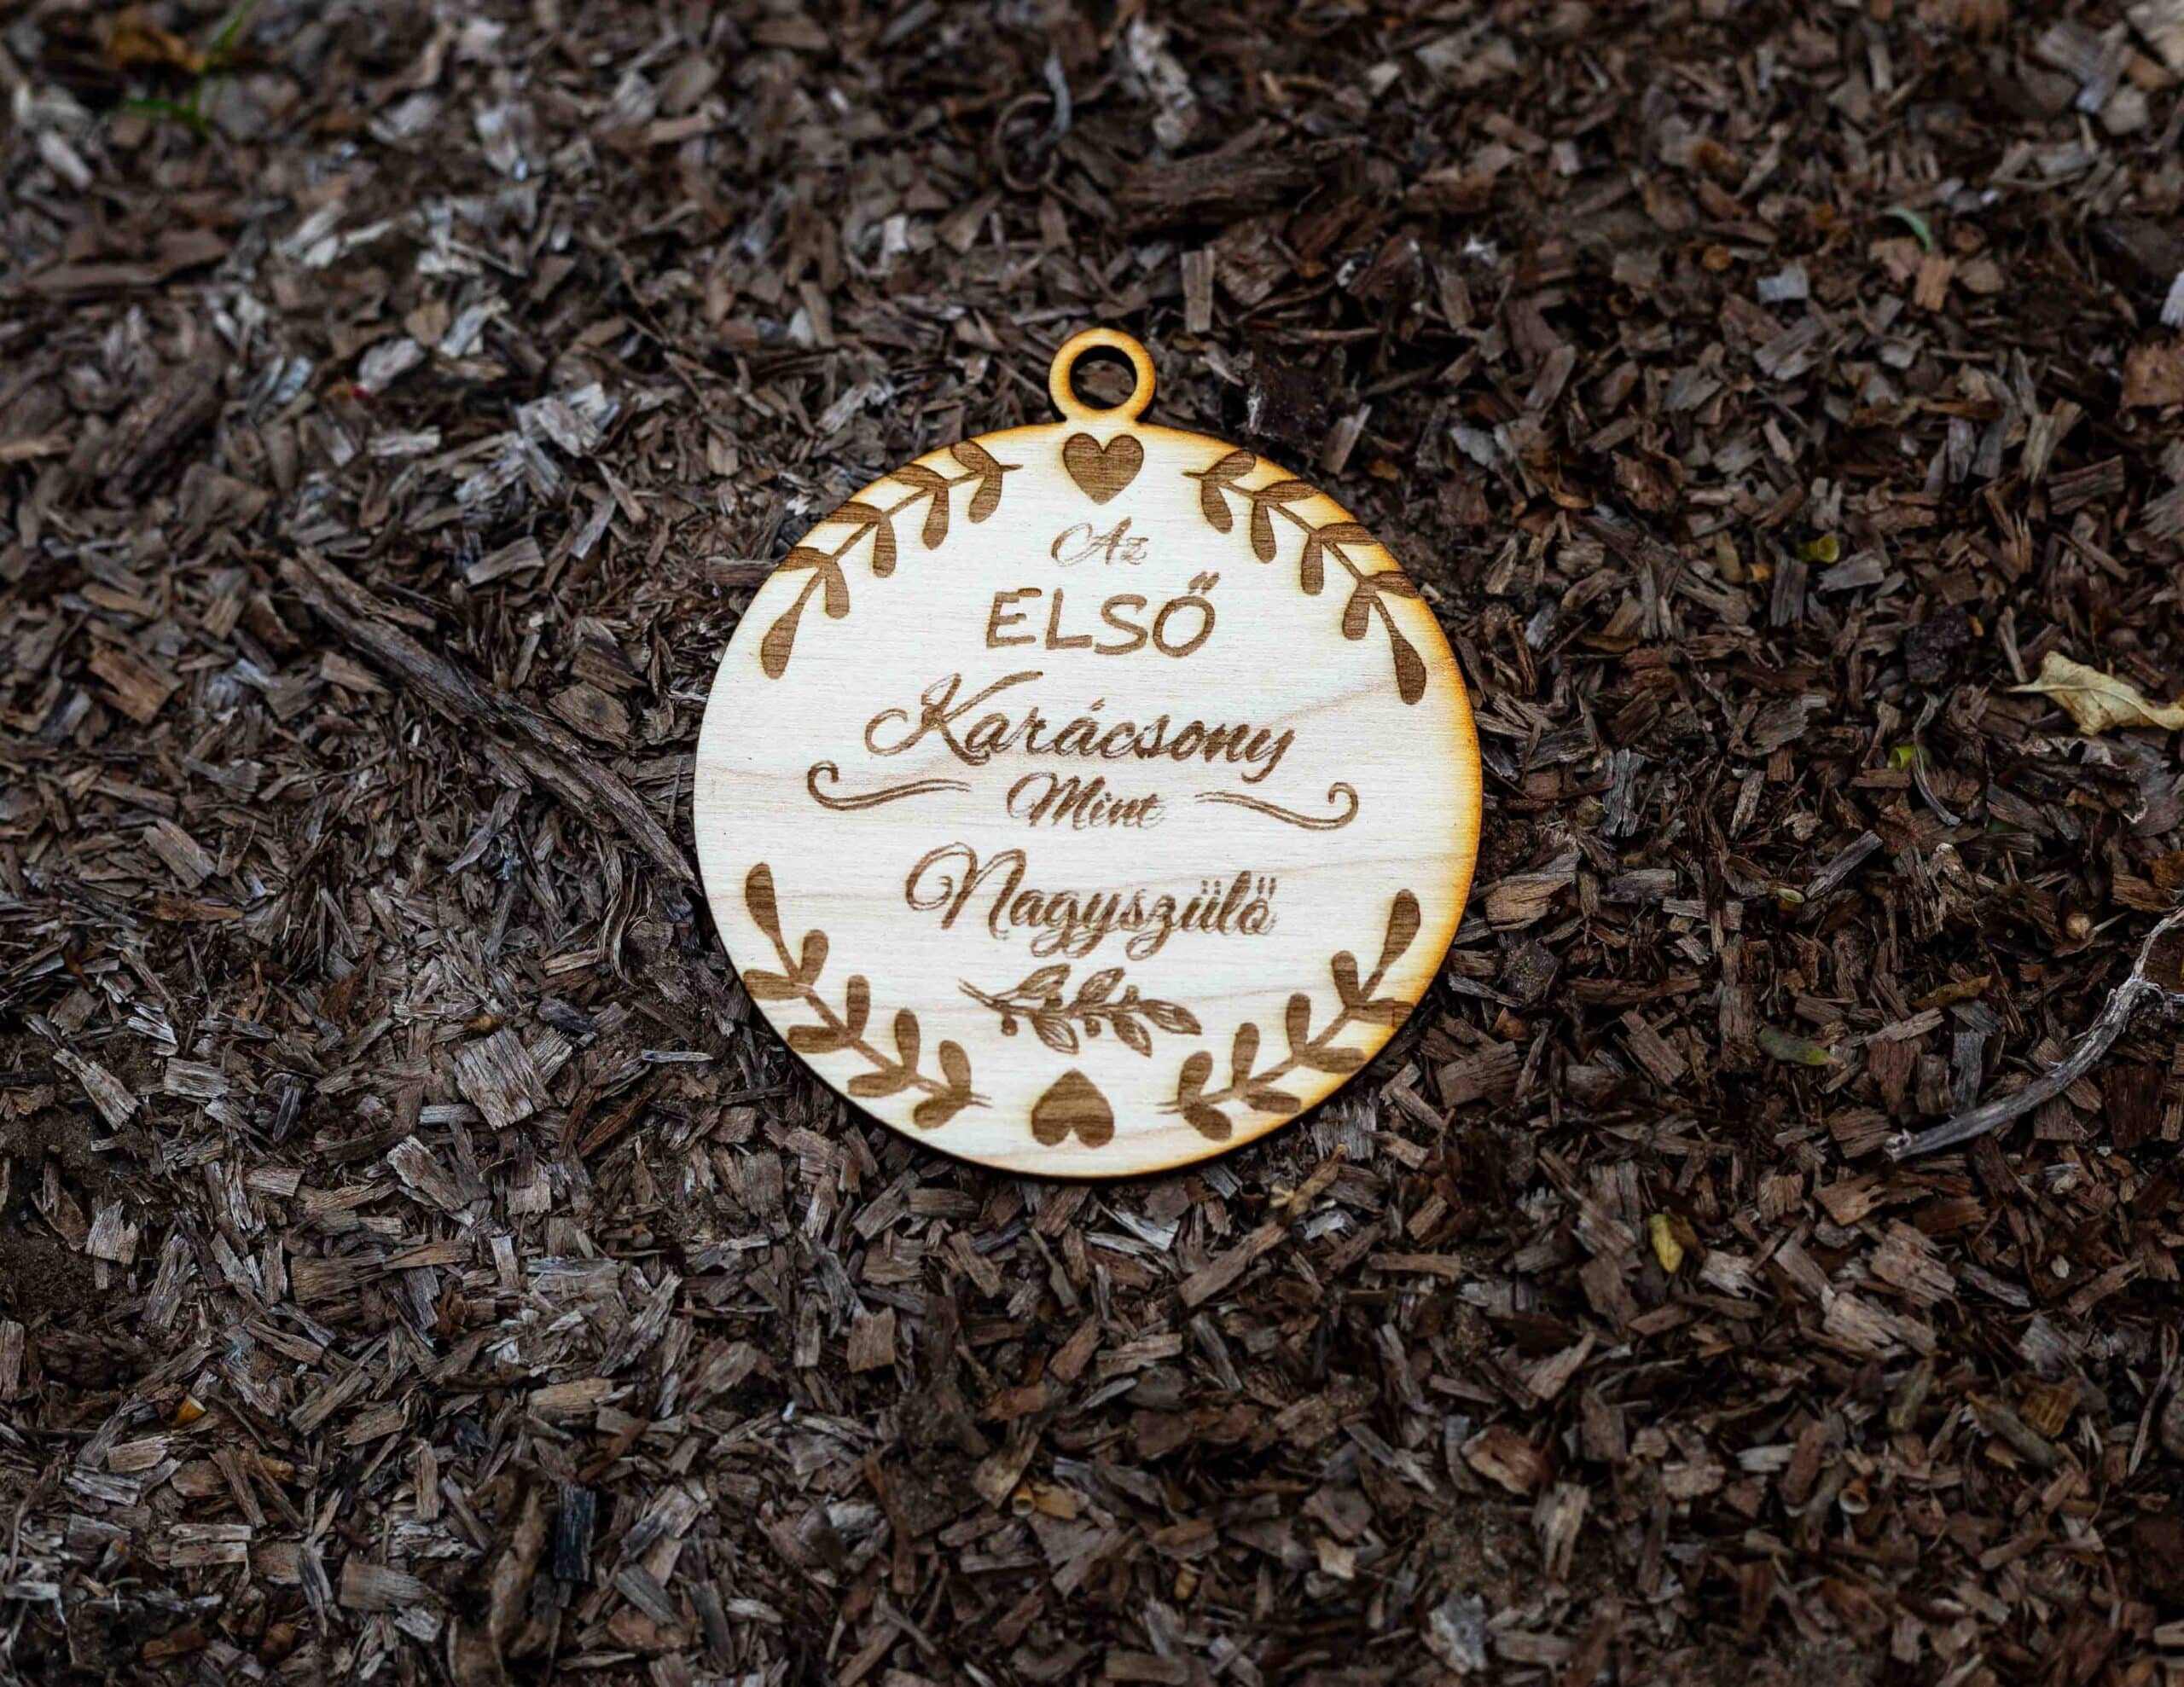 Az
ELSŐ
Karácsony
Mint
Nagyszülő